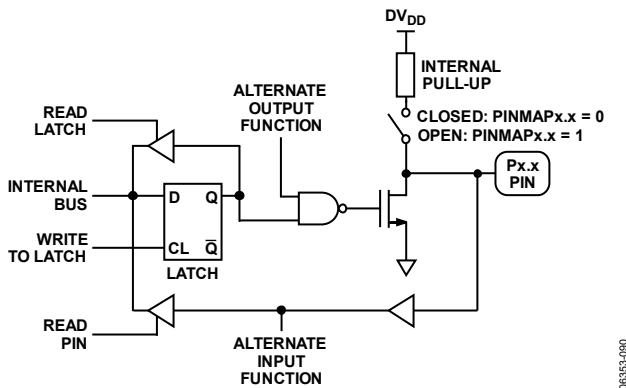 DVDD
INTERNAL
PULL-UP
CLOSED: PINMAPx.x = 0
OPEN: PINMAPx.x = 1
ALTERNATE
OUTPUT
FUNCTION
READ
LATCH
Px.x
PIN
INTERNAL
BUS
D
Q
WRITE
TO LATCH
CL
Q̅
LATCH
READ
PIN
ALTERNATE
INPUT
FUNCTION
06353-090